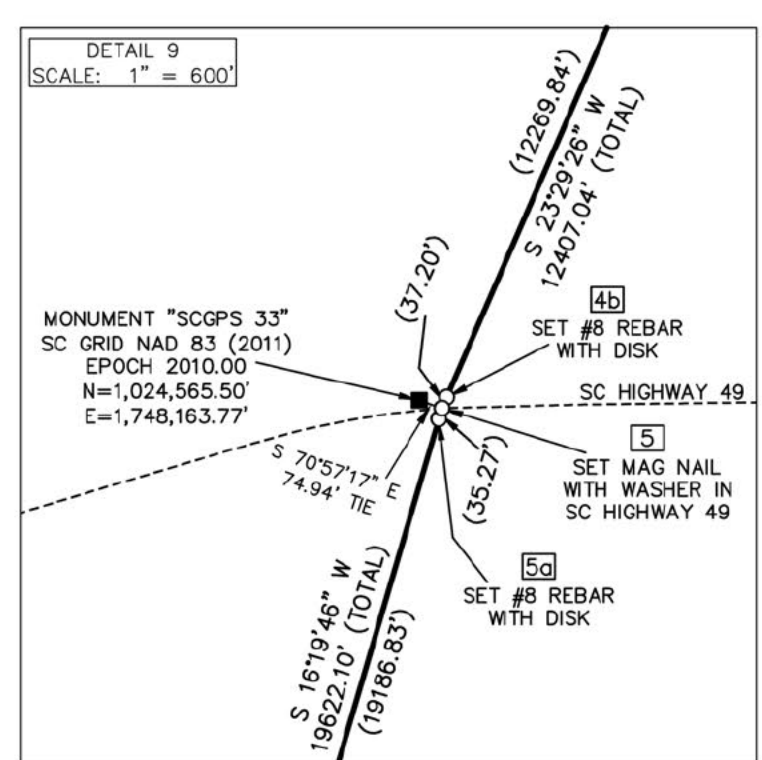 DETAIL 9
SCALE: 1" = 600'
(12269.84')
S 23°29'26" W
12407.04' (TOTAL)
(37.20')
4b
SET #8 REBAR
WITH DISK
MONUMENT "SCGPS 33"
SC GRID NAD 83 (2011)
EPOCH 2010.00
N=1,024,565.50'
E=1,748,163.77'
SC HIGHWAY 49
S 70°57'17" E
74.94' TIE
(35.27')
5
SET MAG NAIL
WITH WASHER IN
SC HIGHWAY 49
5a
SET #8 REBAR
WITH DISK
S 16°19'46" W
19622.10' (TOTAL)
(19186.83')